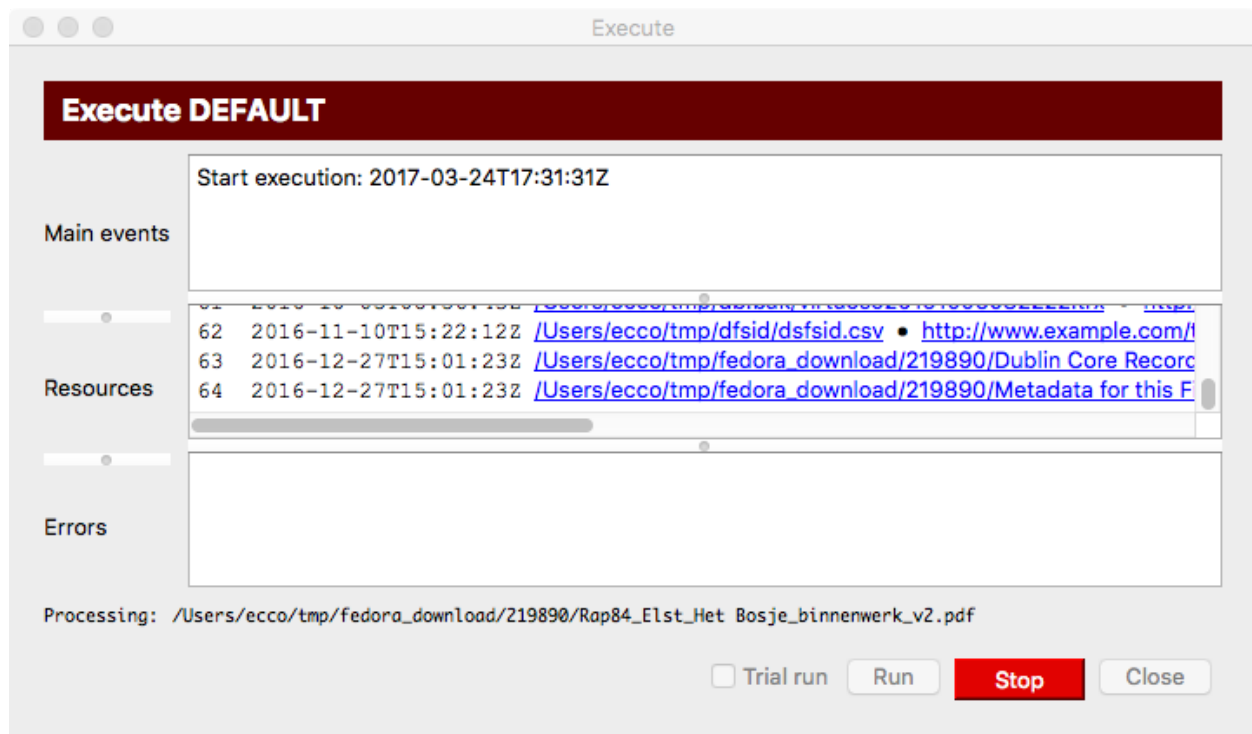 Execute
Execute DEFAULT
Main events
Start execution: 2017-03-24T17:31:31Z
Resources
62 2016-11-10T15:22:12Z /Users/ecco/tmp/dfsid/dsfsid.csv • http://www.example.com/t
63 2016-12-27T15:01:23Z /Users/ecco/tmp/fedora_download/219890/Dublin Core Record
64 2016-12-27T15:01:23Z /Users/ecco/tmp/fedora_download/219890/Metadata for this F
Errors
Processing: /Users/ecco/tmp/fedora_download/219890/Rap84_Elst_Het Bosje_binnenwerk_v2.pdf
Trial run Run Stop Close